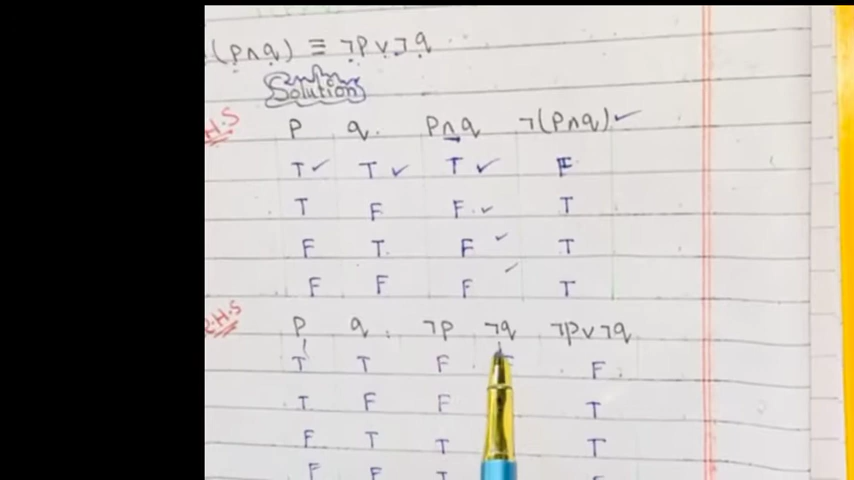 (p∧q) ≡ ¬p∨¬q
Solution
H.S p q. p∧q ¬(p∧q) ✓
T ✓ T ✓ T ✓ F
T F F ✓ T
F T F ✓ T
F F F ✓ T
R.H.S p q. ¬p ¬q ¬p∨¬q
T T F F
T F F T
F T T T
F F T